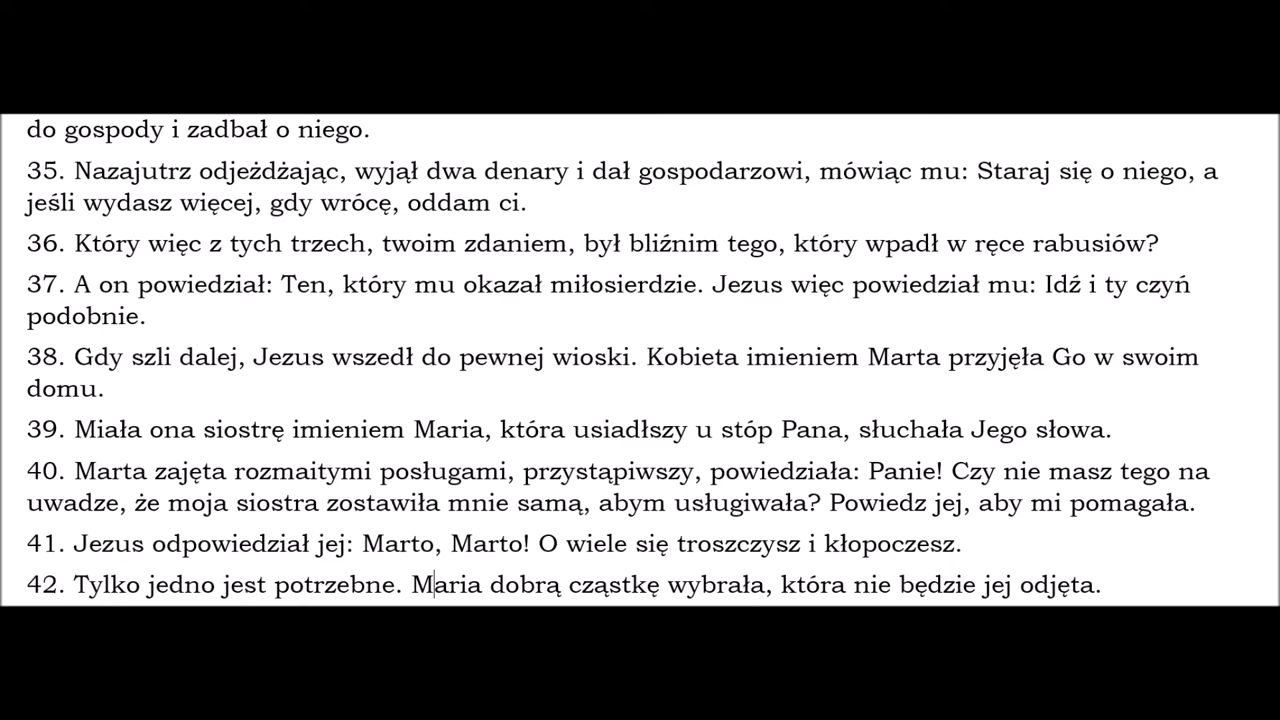 do gospody i zadbał o niego.
35. Nazajutrz odjeżdżając, wyjął dwa denary i dał gospodarzowi, mówiąc mu: Staraj się o niego, a
jeśli wydasz więcej, gdy wrócę, oddam ci.
36. Który więc z tych trzech, twoim zdaniem, był bliźnim tego, który wpadł w ręce rabusiów?
37. A on powiedział: Ten, który mu okazał miłosierdzie. Jezus więc powiedział mu: Idź i ty czyń
podobnie.
38. Gdy szli dalej, Jezus wszedł do pewnej wioski. Kobieta imieniem Marta przyjęła Go w swoim
domu.
39. Miała ona siostrę imieniem Maria, która usiadłszy u stóp Pana, słuchała Jego słowa.
40. Marta zajęta rozmaitymi posługami, przystąpiwszy, powiedziała: Panie! Czy nie masz tego na
uwadze, że moja siostra zostawiła mnie samą, abym usługiwała? Powiedz jej, aby mi pomagała.
41. Jezus odpowiedział jej: Marto, Marto! O wiele się troszczysz i kłopoczesz.
42. Tylko jedno jest potrzebne. Maria dobrą cząstkę wybrała, która nie będzie jej odjęta.